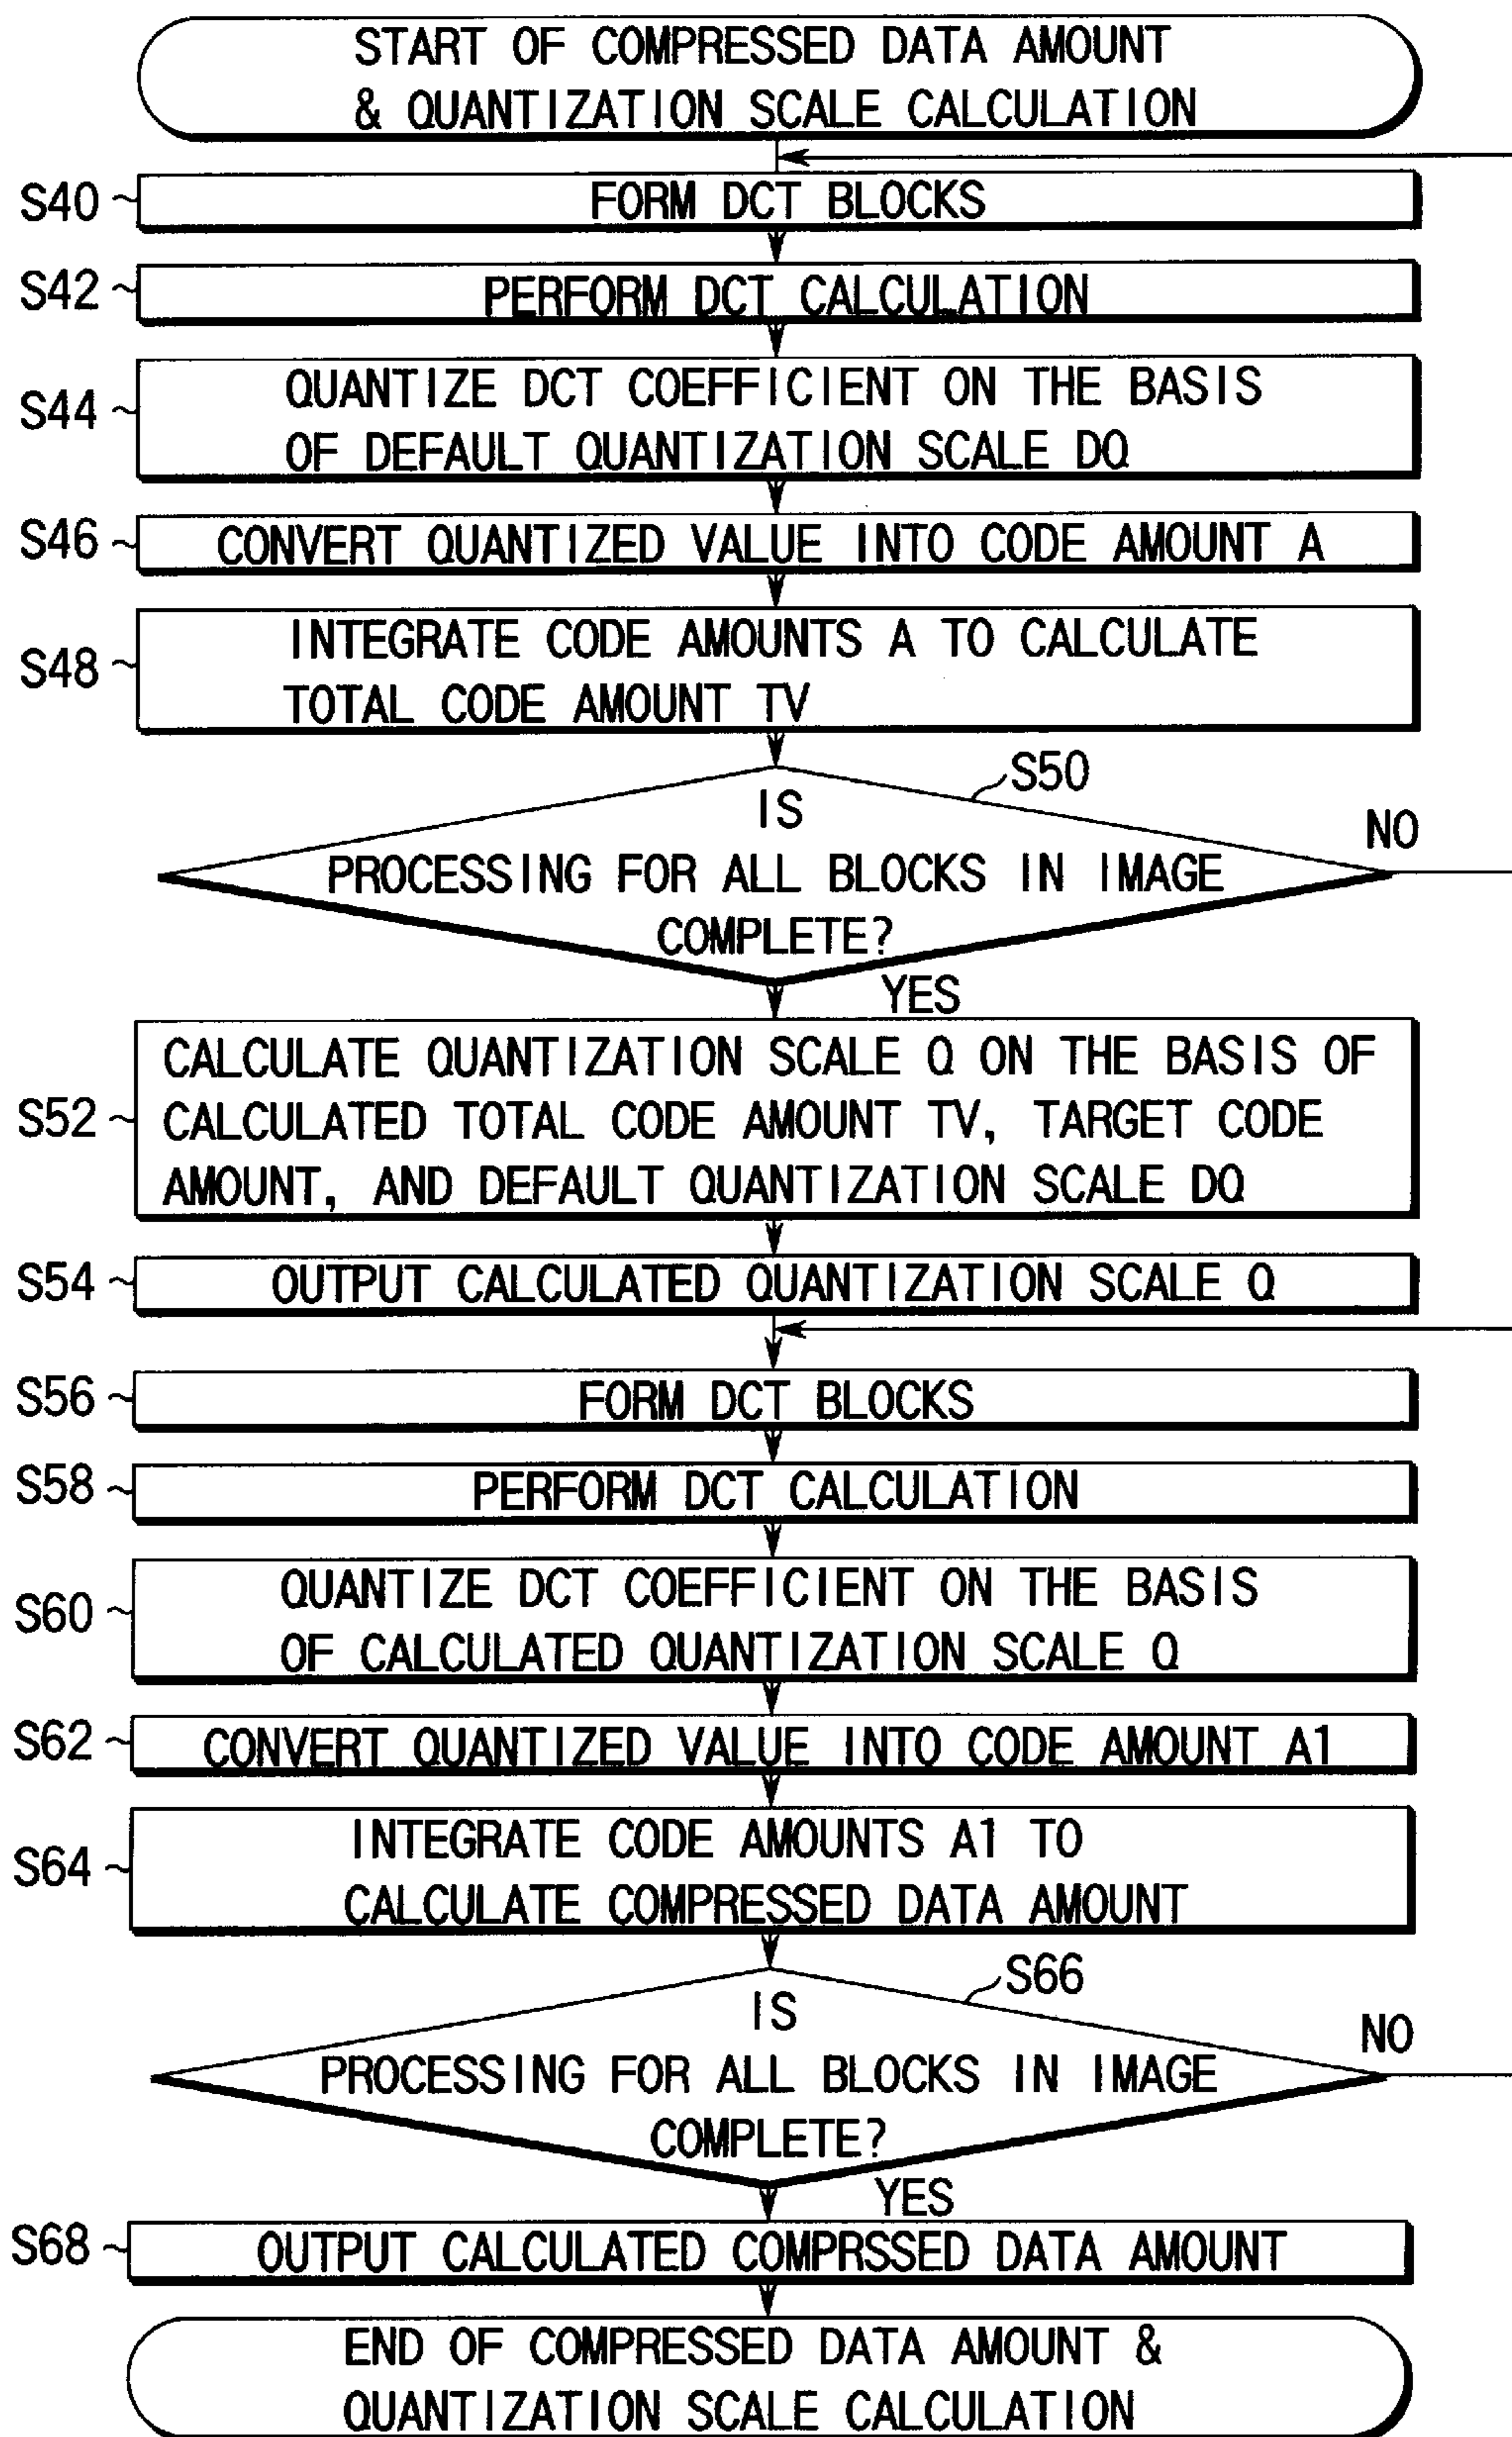 START OF COMPRESSED DATA AMOUNT
& QUANTIZATION SCALE CALCULATION
S40
FORM DCT BLOCKS
S42
PERFORM DCT CALCULATION
S44
QUANTIZE DCT COEFFICIENT ON THE BASIS
OF DEFAULT QUANTIZATION SCALE DQ
S46
CONVERT QUANTIZED VALUE INTO CODE AMOUNT A
S48
INTEGRATE CODE AMOUNTS A TO CALCULATE
TOTAL CODE AMOUNT TV
S50
IS
PROCESSING FOR ALL BLOCKS IN IMAGE
COMPLETE?
NO
YES
S52
CALCULATE QUANTIZATION SCALE Q ON THE BASIS OF
CALCULATED TOTAL CODE AMOUNT TV, TARGET CODE
AMOUNT, AND DEFAULT QUANTIZATION SCALE DQ
S54
OUTPUT CALCULATED QUANTIZATION SCALE Q
S56
FORM DCT BLOCKS
S58
PERFORM DCT CALCULATION
S60
QUANTIZE DCT COEFFICIENT ON THE BASIS
OF CALCULATED QUANTIZATION SCALE Q
S62
CONVERT QUANTIZED VALUE INTO CODE AMOUNT A1
S64
INTEGRATE CODE AMOUNTS A1 TO
CALCULATE COMPRESSED DATA AMOUNT
S66
IS
PROCESSING FOR ALL BLOCKS IN IMAGE
COMPLETE?
NO
YES
S68
OUTPUT CALCULATED COMPRSSED DATA AMOUNT
END OF COMPRESSED DATA AMOUNT &
QUANTIZATION SCALE CALCULATION